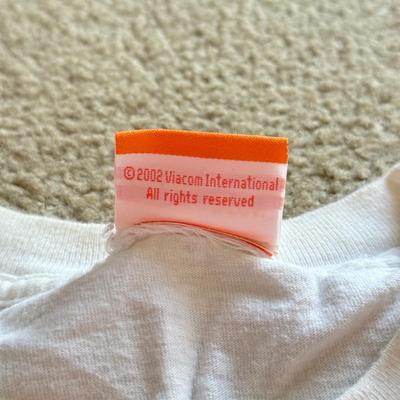 ©2002 Viacom International
All rights reserved